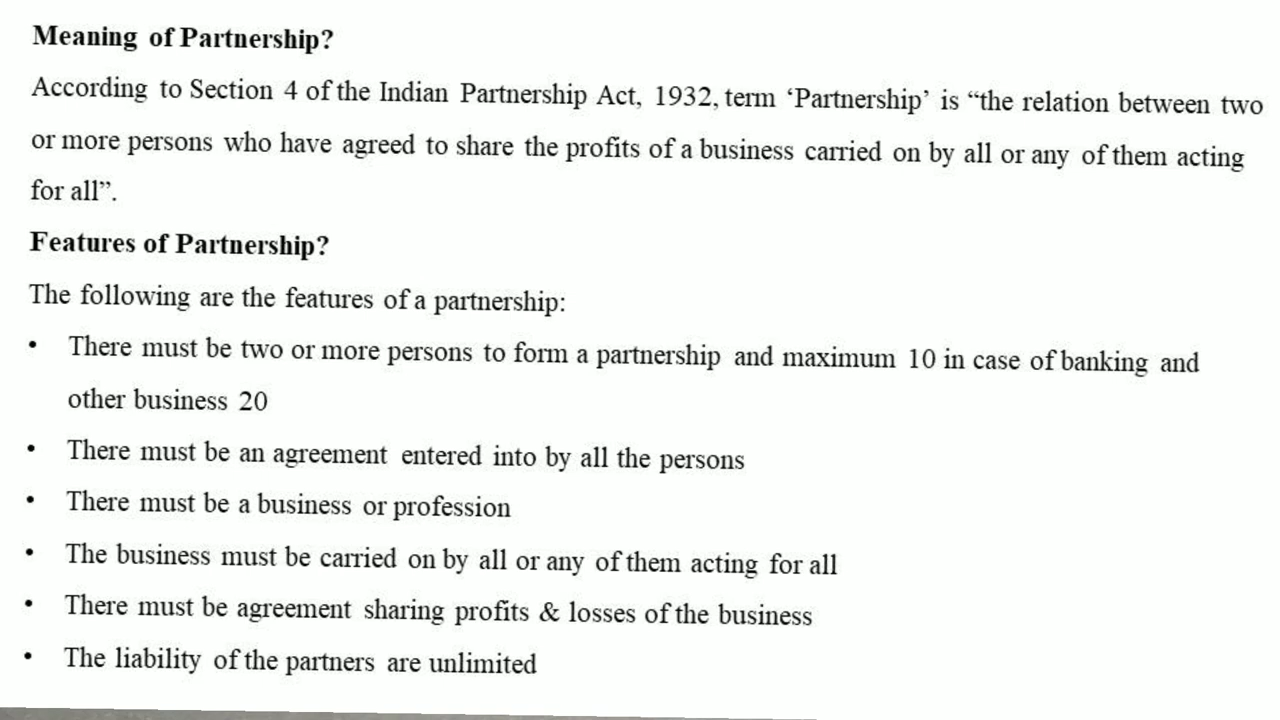 Meaning of Partnership?
According to Section 4 of the Indian Partnership Act, 1932, term ‘Partnership’ is “the relation between two
or more persons who have agreed to share the profits of a business carried on by all or any of them acting
for all”.
Features of Partnership?
The following are the features of a partnership:
• There must be two or more persons to form a partnership and maximum 10 in case of banking and
other business 20
• There must be an agreement entered into by all the persons
• There must be a business or profession
• The business must be carried on by all or any of them acting for all
• There must be agreement sharing profits & losses of the business
• The liability of the partners are unlimited